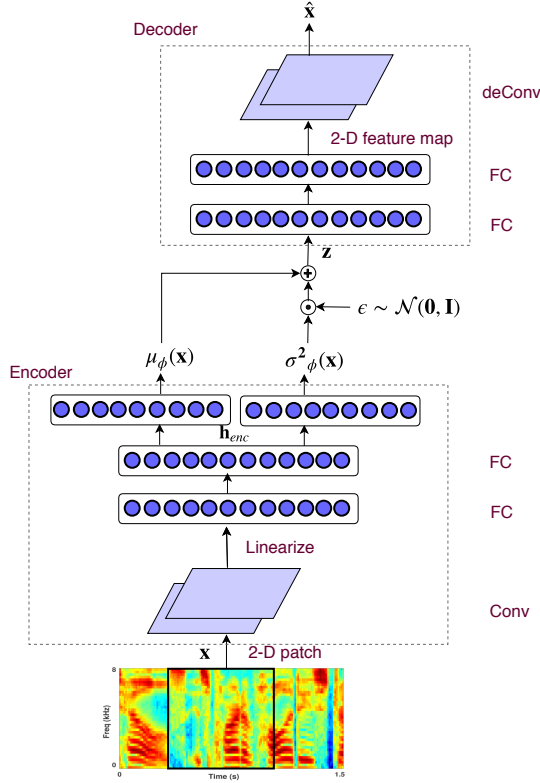 x̂
Decoder
deConv
2-D feature map
FC
FC
z
+
ϵ ∼ 𝒩(0, I)
μ_ϕ(x)
σ²_ϕ(x)
Encoder
h_enc
FC
FC
Linearize
Conv
x
2-D patch
8
Freq (kHz)
0
0
Time (s)
1.5